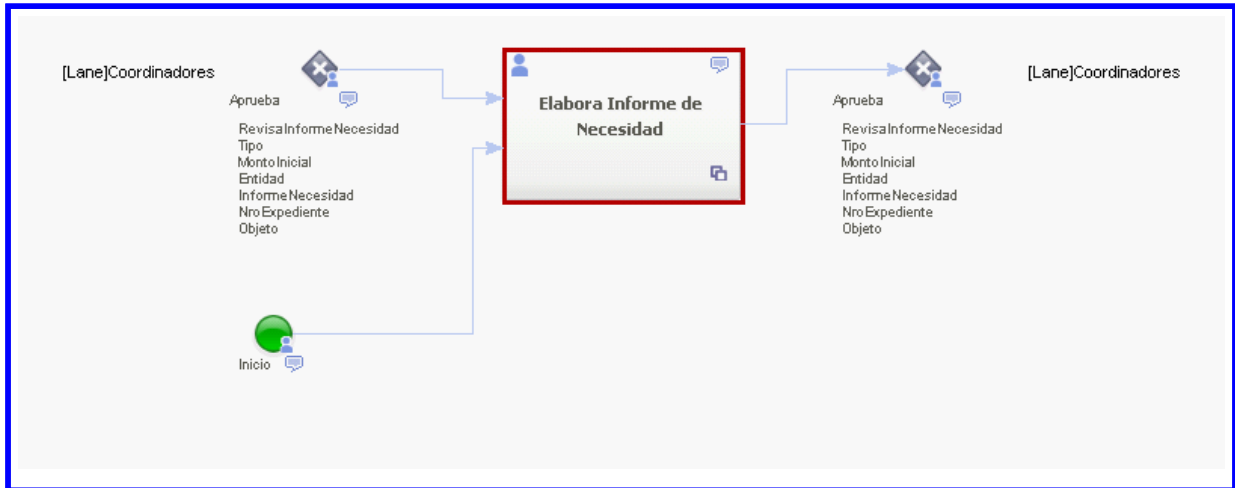 [Lane]Coordinadores
Aprueba
RevisaInformeNecesidad
Tipo
MontoInicial
Entidad
InformeNecesidad
NroExpediente
Objeto
Inicio
Elabora Informe de
Necesidad
Aprueba
RevisaInformeNecesidad
Tipo
MontoInicial
Entidad
InformeNecesidad
NroExpediente
Objeto
[Lane]Coordinadores